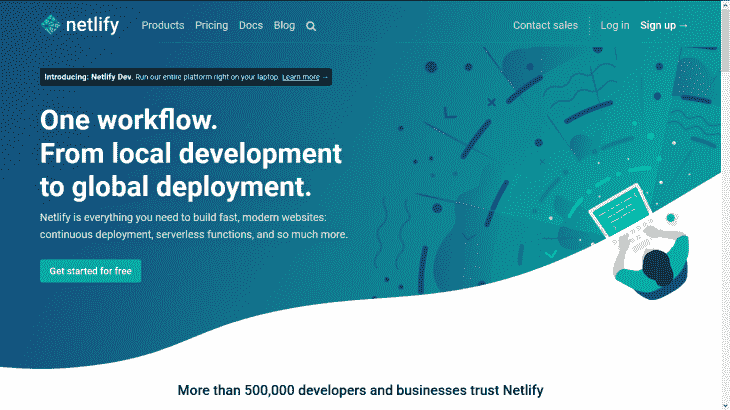 netlify Products Pricing Docs Blog Contact sales Log in Sign up →
Introducing: Netlify Dev. Run our entire platform right on your laptop. Learn more →
One workflow.
From local development
to global deployment.
Netlify is everything you need to build fast, modern websites:
continuous deployment, serverless functions, and so much more.
Get started for free
More than 500,000 developers and businesses trust Netlify